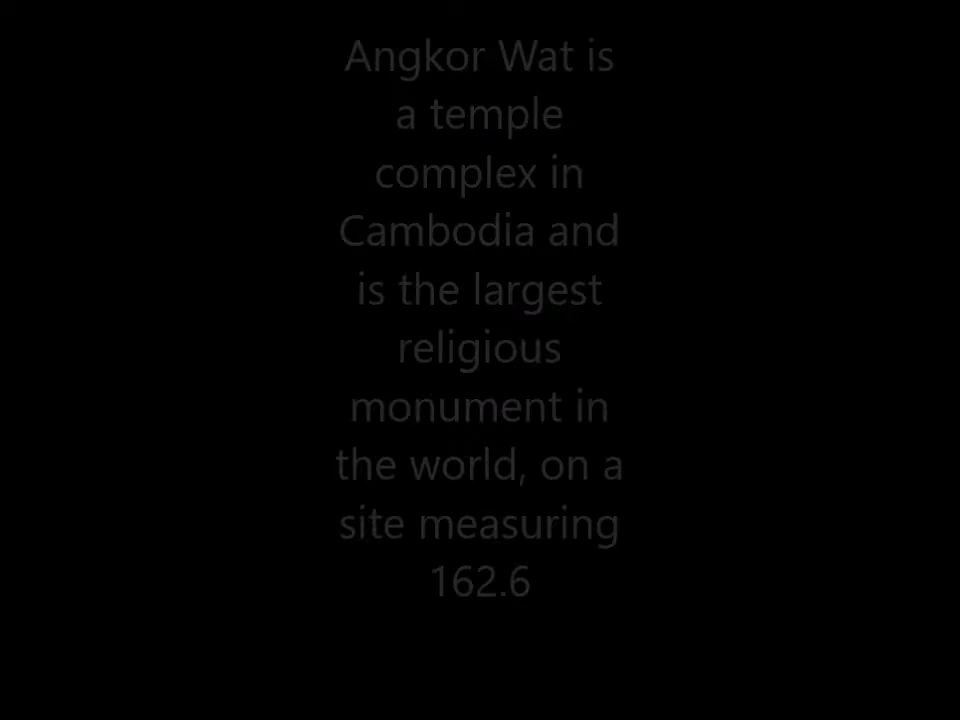 Angkor Wat is
a temple
complex in
Cambodia and
is the largest
religious
monument in
the world, on a
site measuring
162.6